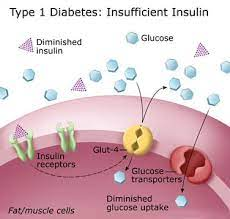 Type 1 Diabetes: Insufficient Insulin
Diminished
insulin
Glucose
Glut-4
Insulin
receptors
Glucose
transporters
Diminished
glucose uptake
Fat/muscle cells